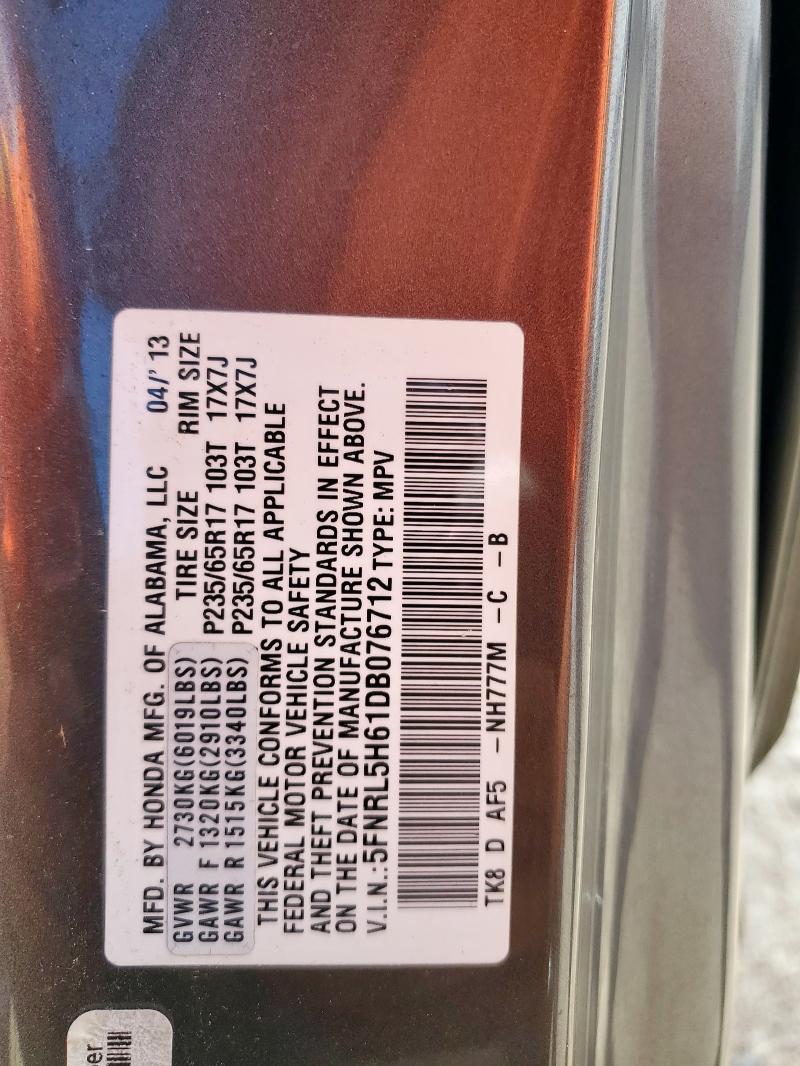 MFD. BY HONDA MFG. OF ALABAMA, LLC 04/'13
GVWR 2730KG(6019LBS) TIRE SIZE RIM SIZE
GAWR F 1320KG(2910LBS) P235/65R17 103T 17X7J
GAWR R 1515KG(3340LBS) P235/65R17 103T 17X7J
THIS VEHICLE CONFORMS TO ALL APPLICABLE
FEDERAL MOTOR VEHICLE SAFETY
AND THEFT PREVENTION STANDARDS IN EFFECT
ON THE DATE OF MANUFACTURE SHOWN ABOVE.
V.I.N.:5FNRL5H61DB076712 TYPE: MPV
TK8 D AF5 -NH777M -C -B